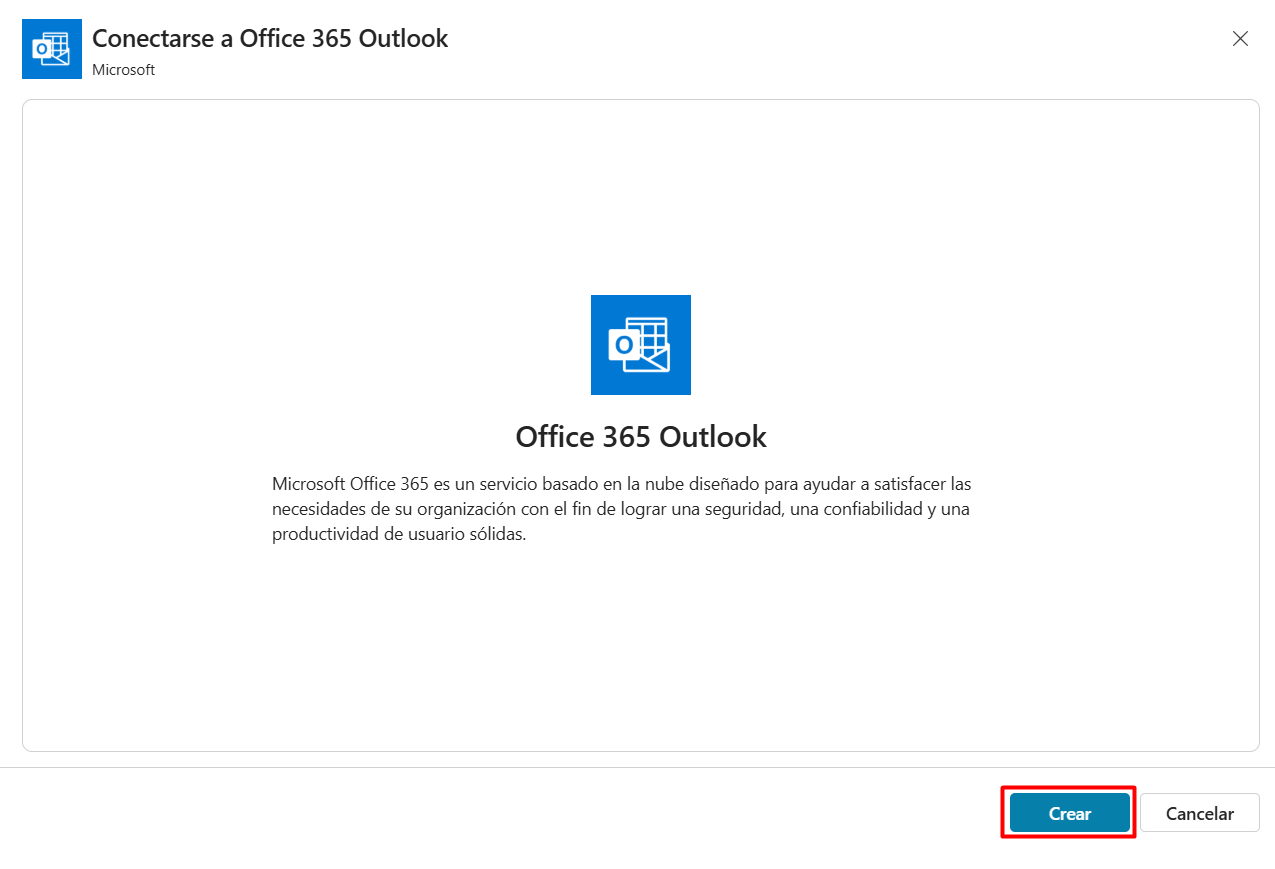 Conectarse a Office 365 Outlook
Microsoft
Office 365 Outlook
Microsoft Office 365 es un servicio basado en la nube diseñado para ayudar a satisfacer las
necesidades de su organización con el fin de lograr una seguridad, una confiabilidad y una
productividad de usuario sólidas.
Crear
Cancelar